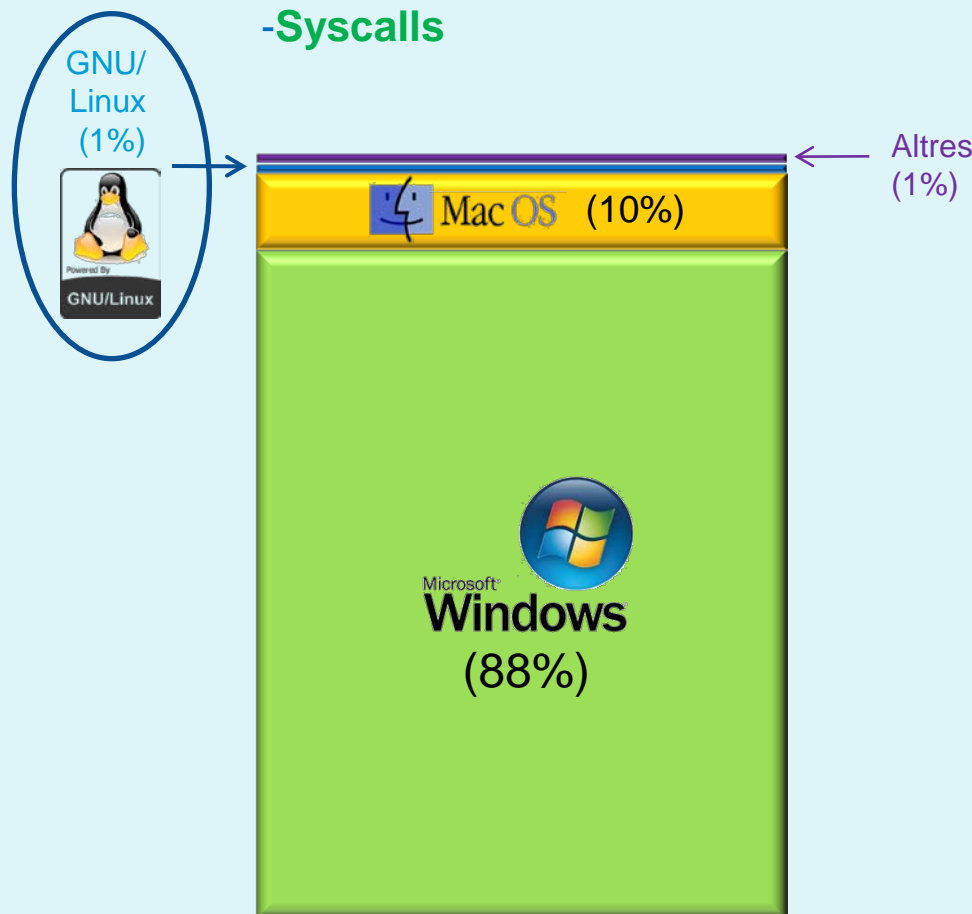 -Syscalls
GNU/
Linux
(1%)
Powered By
GNU/Linux
Altres
(1%)
Mac OS (10%)
Microsoft
Windows
(88%)